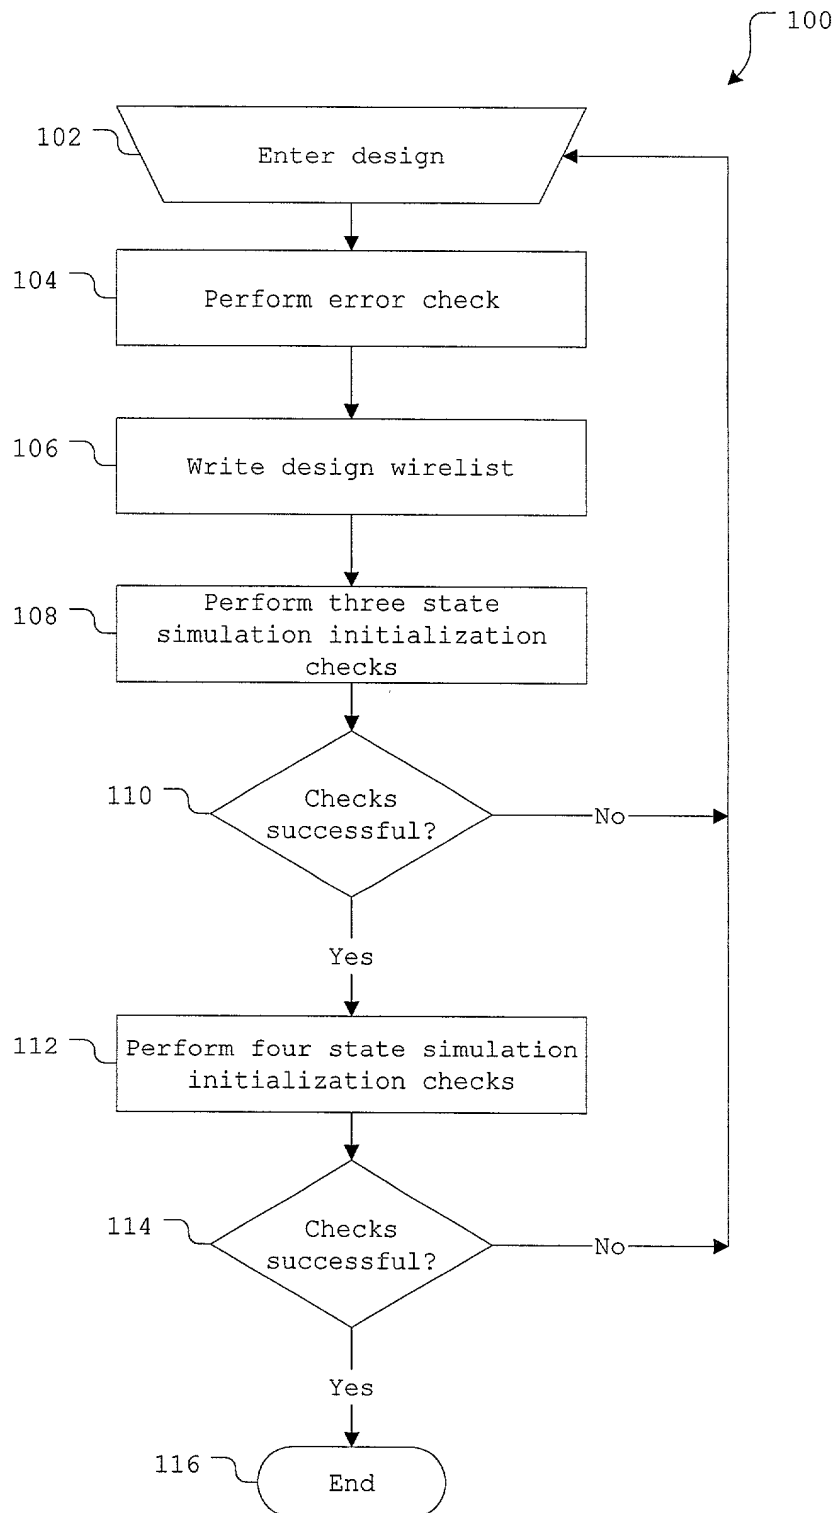 100
102
Enter design
104
Perform error check
106
Write design wirelist
108
Perform three state
simulation initialization
checks
110
Checks
successful?
No
Yes
112
Perform four state simulation
initialization checks
114
Checks
successful?
No
Yes
116
End